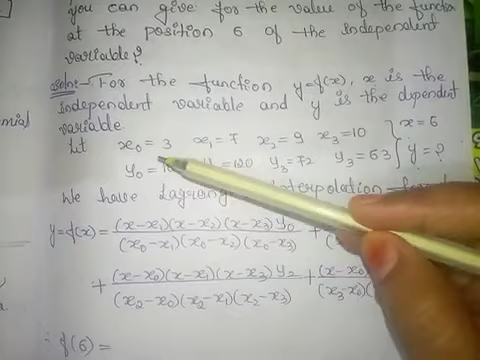 you can give for the value of the function
at the position 6 of the independent
variable?
Soln:- For the function y=f(x), x is the
independent variable and y is the dependent
variable
Let x₀ = 3 x₁ = 7 x₂ = 9 x₃ = 10 } x = 6
y₀ = 120 y₃ = 72 y₃ = 63 } y = ?
We have interpolation
y = f(x) = (x-x₁)(x-x₂)(x-x₃) y₀ / (x₀-x₁)(x₀-x₂)(x₀-x₃) +
+ (x-x₀)(x-x₁)(x-x₃) y₂ / (x₂-x₀)(x₂-x₁)(x₂-x₃) + (x-x₀) / (x₃-x₀)(
∴ f(6) =